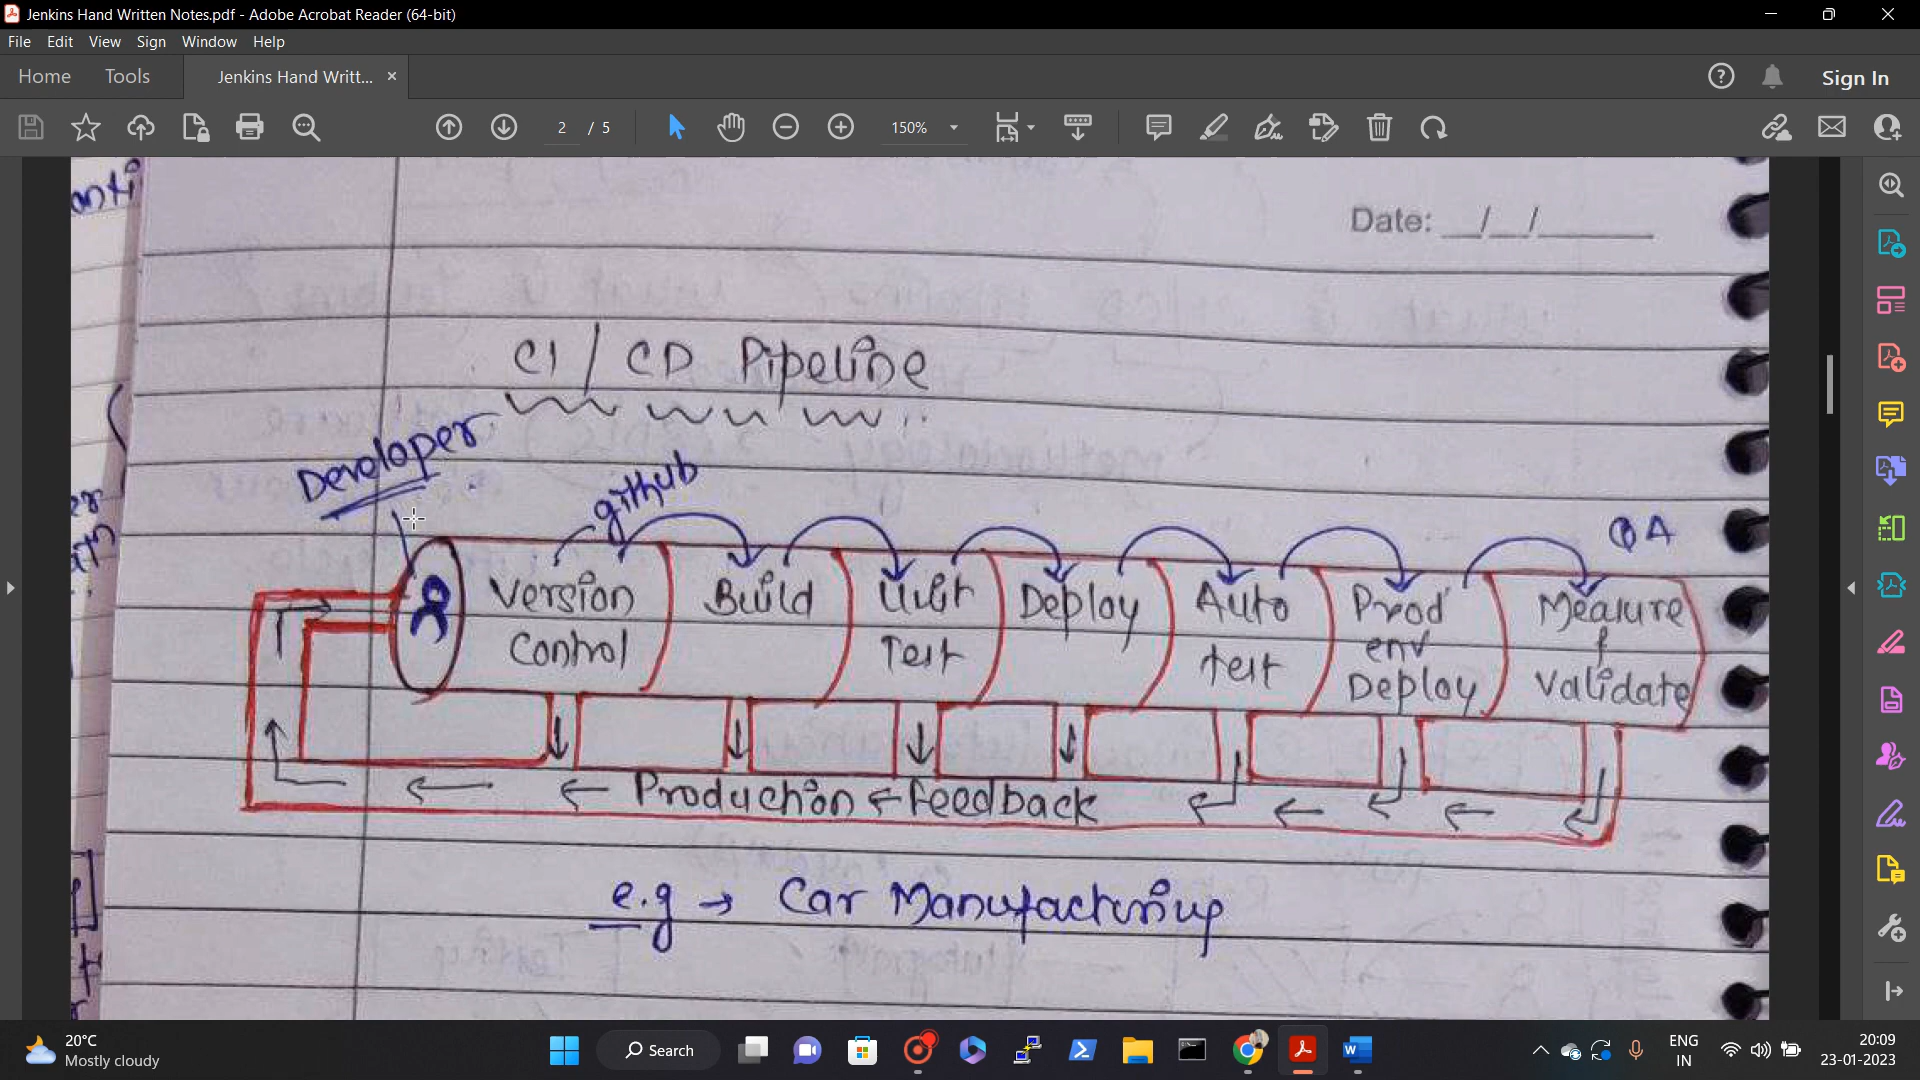 Jenkins Hand Written Notes.pdf - Adobe Acrobat Reader (64-bit)
File Edit View Sign Window Help
Home Tools Jenkins Hand Writt... ×
Sign In
2 / 5 150%
Date: __/__/______
CI / CD Pipeline
Developer
github
QA
Version Control
Build
Unit Test
Deploy
Auto test
Prod env Deploy
Measure & Validate
Production ← Feedback
e.g → Car Manufacturing
20°C
Mostly cloudy
Search
ENG
IN
20:09
23-01-2023